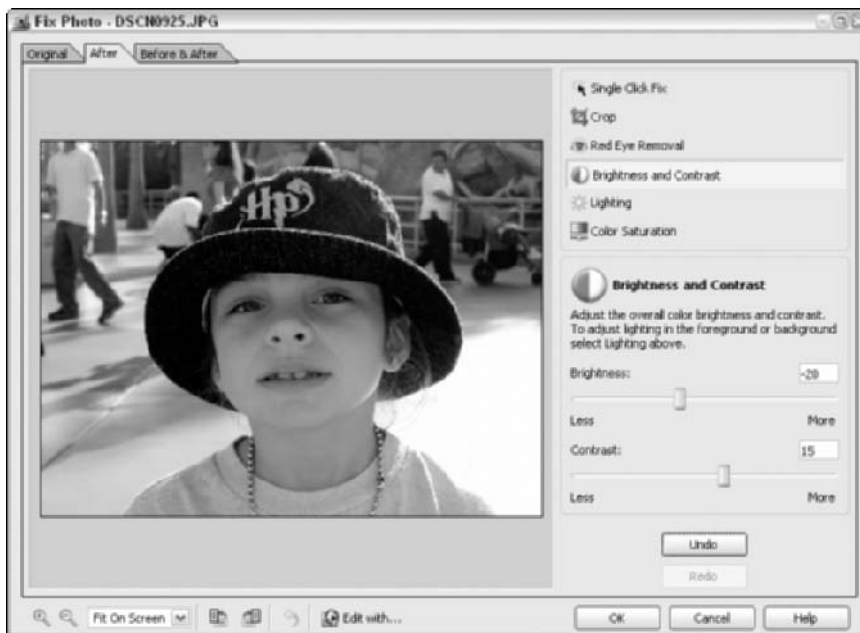 Fix Photo - DSCN0925.JPG
Original After Before & After
Single Click Fix
Crop
Red Eye Removal
Brightness and Contrast
Lighting
Color Saturation
Hp
Brightness and Contrast
Adjust the overall color brightness and contrast.
To adjust lighting in the foreground or background
select Lighting above.
Brightness: -20
Less More
Contrast: 15
Less More
Undo
Redo
Fit On Screen Edit with... OK Cancel Help